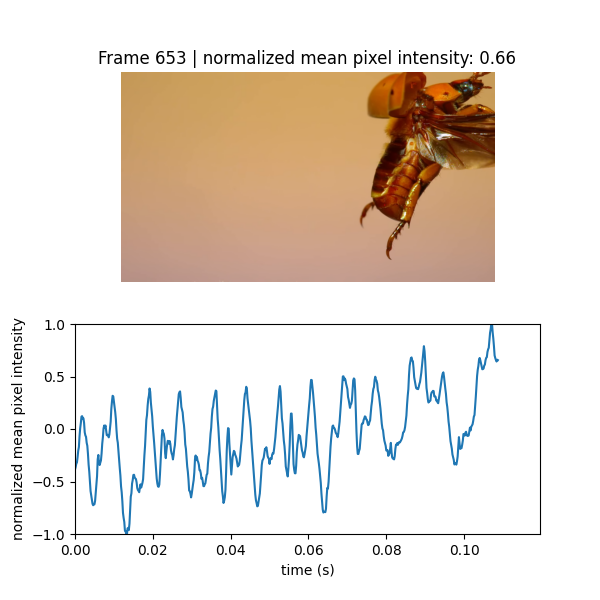 Frame 653 | normalized mean pixel intensity: 0.66
normalized mean pixel intensity
1.0
0.5
0.0
−0.5
−1.0
0.00 0.02 0.04 0.06 0.08 0.10
time (s)